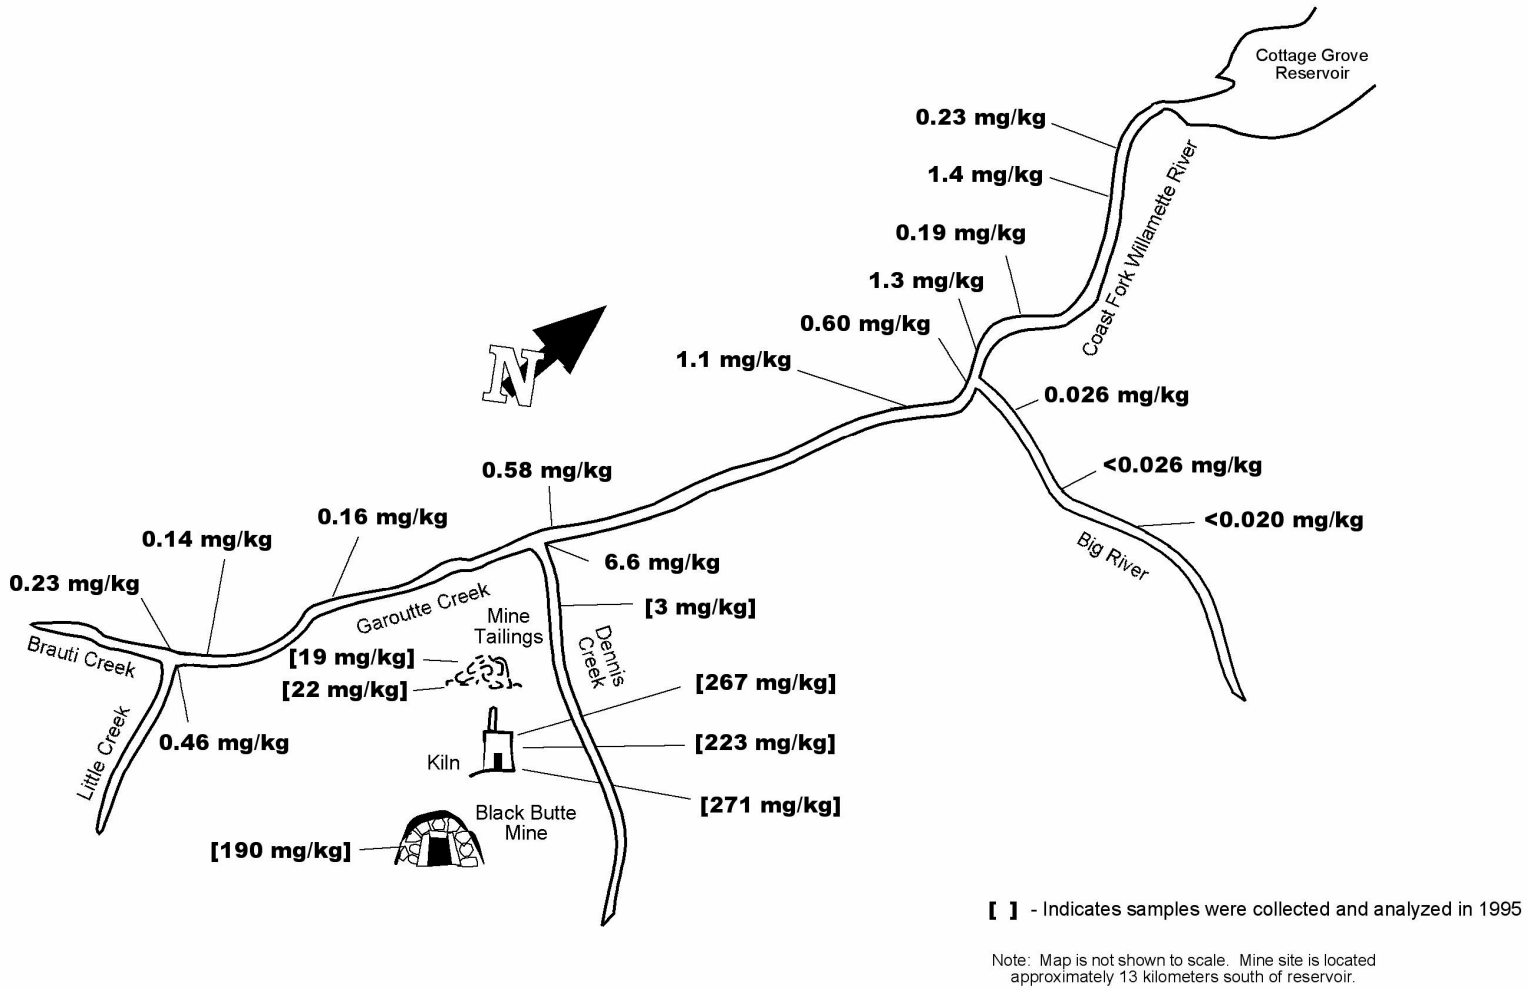 Cottage Grove
Reservoir
0.23 mg/kg
1.4 mg/kg
Coast Fork Willamette River
0.19 mg/kg
1.3 mg/kg
0.60 mg/kg
1.1 mg/kg
N
0.026 mg/kg
<0.026 mg/kg
<0.020 mg/kg
Big River
0.58 mg/kg
0.16 mg/kg
0.14 mg/kg
0.23 mg/kg
6.6 mg/kg
[3 mg/kg]
Garoutte Creek
Mine
Tailings
Dennis
Creek
Brauti Creek
[19 mg/kg]
[22 mg/kg]
[267 mg/kg]
Little Creek
0.46 mg/kg
[223 mg/kg]
Kiln
[271 mg/kg]
Black Butte
Mine
[190 mg/kg]
[ ] - Indicates samples were collected and analyzed in 1995
Note: Map is not shown to scale. Mine site is located
approximately 13 kilometers south of reservoir.